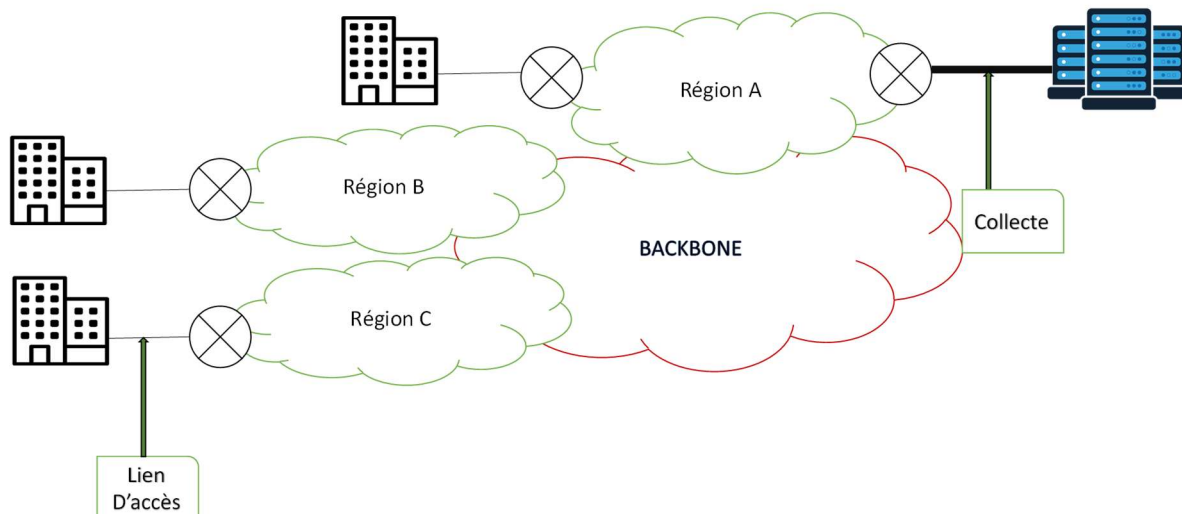 Région A
Région B
Collecte
BACKBONE
Région C
Lien
D'accès